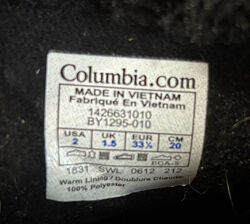 Columbia.com
MADE IN VIETNAM
Fabriqué En Vietnam
1426631010
BY1295-010
USA UK EUR CM
2 1.5 33½ 20
ECA-S
1831 SWL 0612 212
Warm Lining / Doublure Chaude
100% Polyester